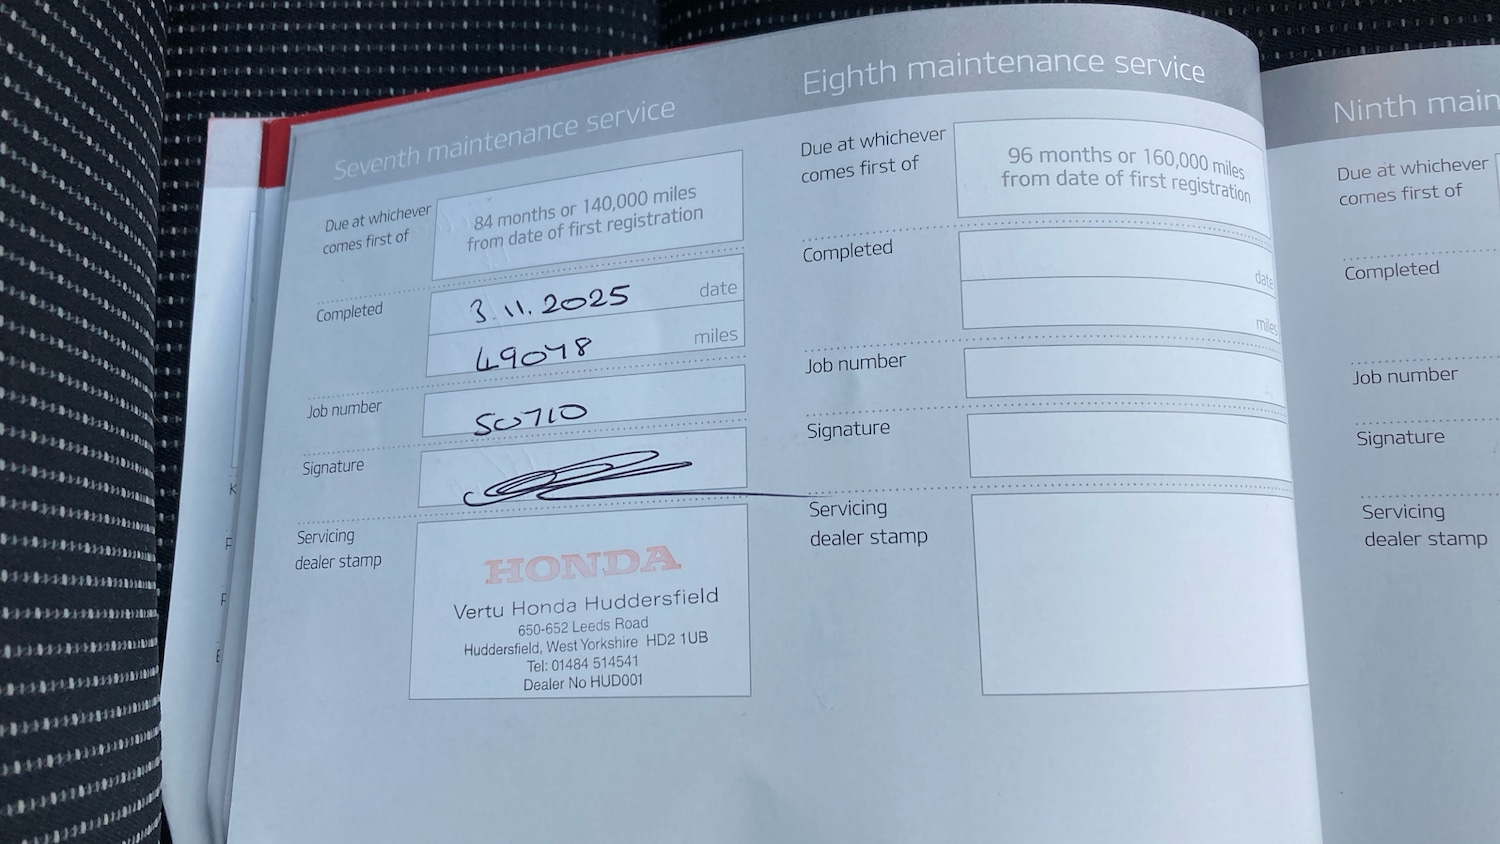 Seventh maintenance service
Due at whichever
comes first of
84 months or 140,000 miles
from date of first registration
Completed
3.11.2025 date
49048 miles
Job number
50710
Signature
Servicing
dealer stamp
HONDA
Vertu Honda Huddersfield
650-652 Leeds Road
Huddersfield, West Yorkshire HD2 1UB
Tel: 01484 514541
Dealer No HUD001
Eighth maintenance service
Due at whichever
comes first of
96 months or 160,000 miles
from date of first registration
Completed
date
miles
Job number
Signature
Servicing
dealer stamp
Ninth main
Due at whichever
comes first of
Completed
Job number
Signature
Servicing
dealer stamp